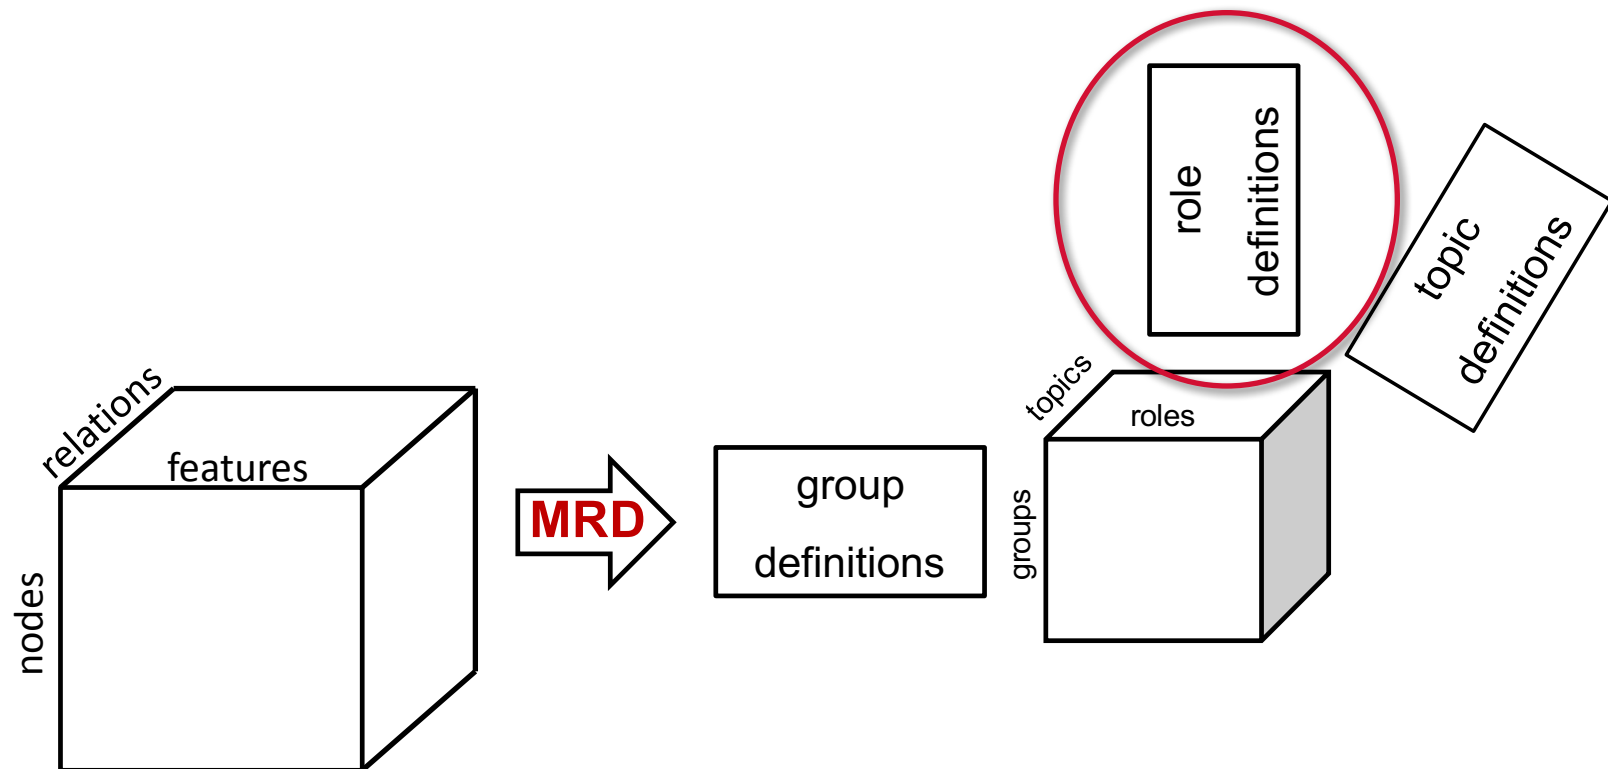 relations
features
nodes
MRD
group
definitions
topics
roles
groups
role
definitions
topic
definitions